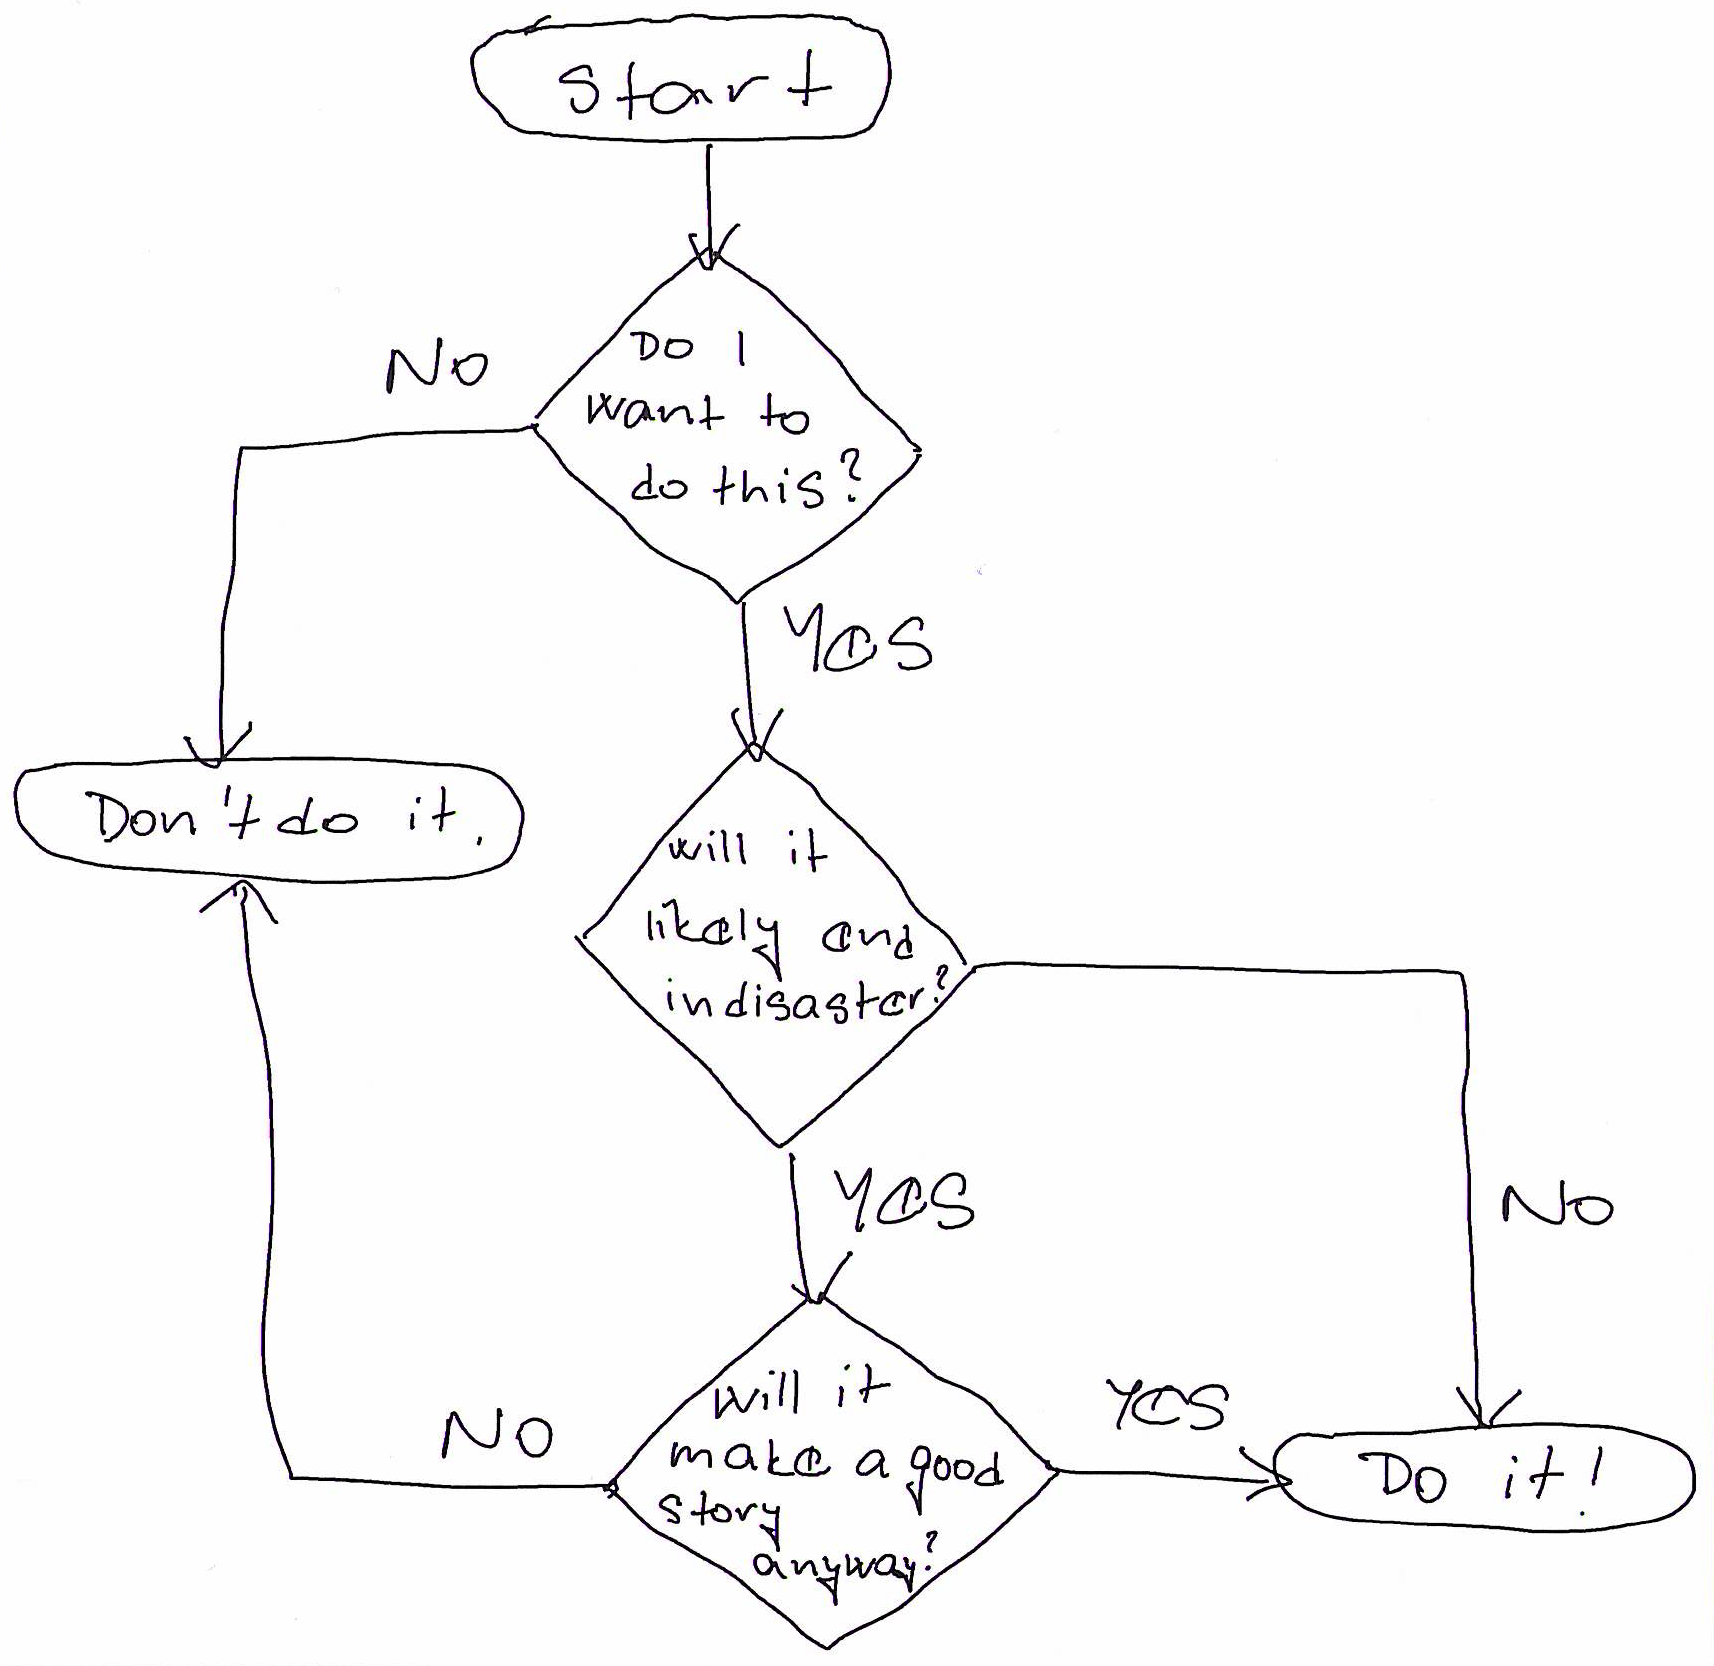 Start
Do I
want to
do this?
No
Yes
Don't do it.
will it
likely end
in disaster?
Yes
No
will it
make a good
story
anyway?
No
Yes
Do it!